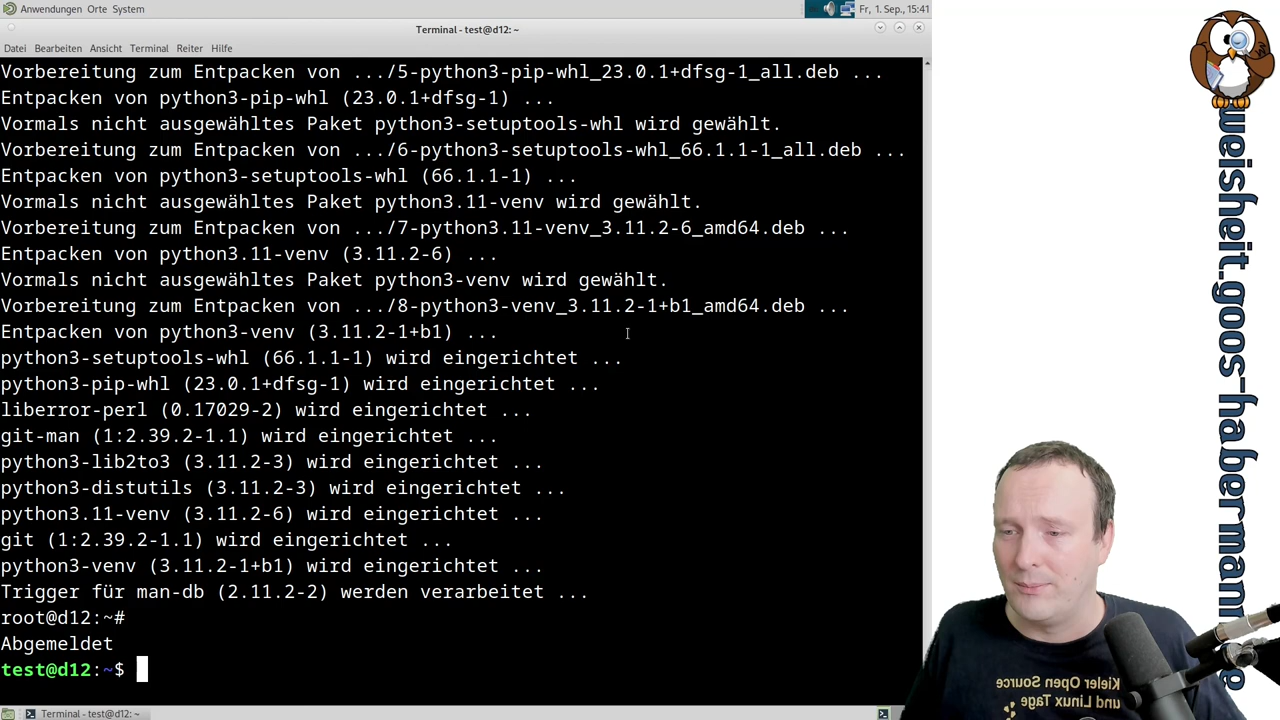 Anwendungen Orte System
Fr, 1. Sep., 15:41
Terminal - test@d12: ~
Datei Bearbeiten Ansicht Terminal Reiter Hilfe
Vorbereitung zum Entpacken von .../5-python3-pip-whl_23.0.1+dfsg-1_all.deb ...
Entpacken von python3-pip-whl (23.0.1+dfsg-1) ...
Vormals nicht ausgewähltes Paket python3-setuptools-whl wird gewählt.
Vorbereitung zum Entpacken von .../6-python3-setuptools-whl_66.1.1-1_all.deb ...
Entpacken von python3-setuptools-whl (66.1.1-1) ...
Vormals nicht ausgewähltes Paket python3.11-venv wird gewählt.
Vorbereitung zum Entpacken von .../7-python3.11-venv_3.11.2-6_amd64.deb ...
Entpacken von python3.11-venv (3.11.2-6) ...
Vormals nicht ausgewähltes Paket python3-venv wird gewählt.
Vorbereitung zum Entpacken von .../8-python3-venv_3.11.2-1+b1_amd64.deb ...
Entpacken von python3-venv (3.11.2-1+b1) ...
python3-setuptools-whl (66.1.1-1) wird eingerichtet ...
python3-pip-whl (23.0.1+dfsg-1) wird eingerichtet ...
liberror-perl (0.17029-2) wird eingerichtet ...
git-man (1:2.39.2-1.1) wird eingerichtet ...
python3-lib2to3 (3.11.2-3) wird eingerichtet ...
python3-distutils (3.11.2-3) wird eingerichtet ...
python3.11-venv (3.11.2-6) wird eingerichtet ...
git (1:2.39.2-1.1) wird eingerichtet ...
python3-venv (3.11.2-1+b1) wird eingerichtet ...
Trigger für man-db (2.11.2-2) werden verarbeitet ...
root@d12:~#
Abgemeldet
test@d12:~$
Terminal - test@d12: ~
weisheit.goos-habermann.de
Kieler Open Source
und Linux Tage